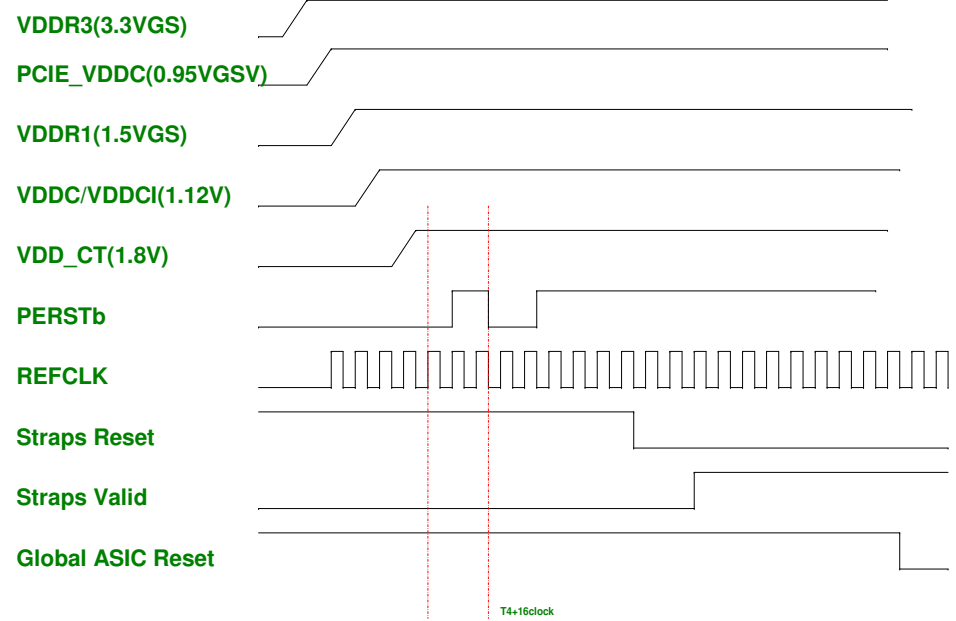 VDDR3(3.3VGS)
PCIE_VDDC(0.95VGSV)
VDDR1(1.5VGS)
VDDC/VDDCI(1.12V)
VDD_CT(1.8V)
PERSTb
REFCLK
Straps Reset
Straps Valid
Global ASIC Reset
T4+16clock